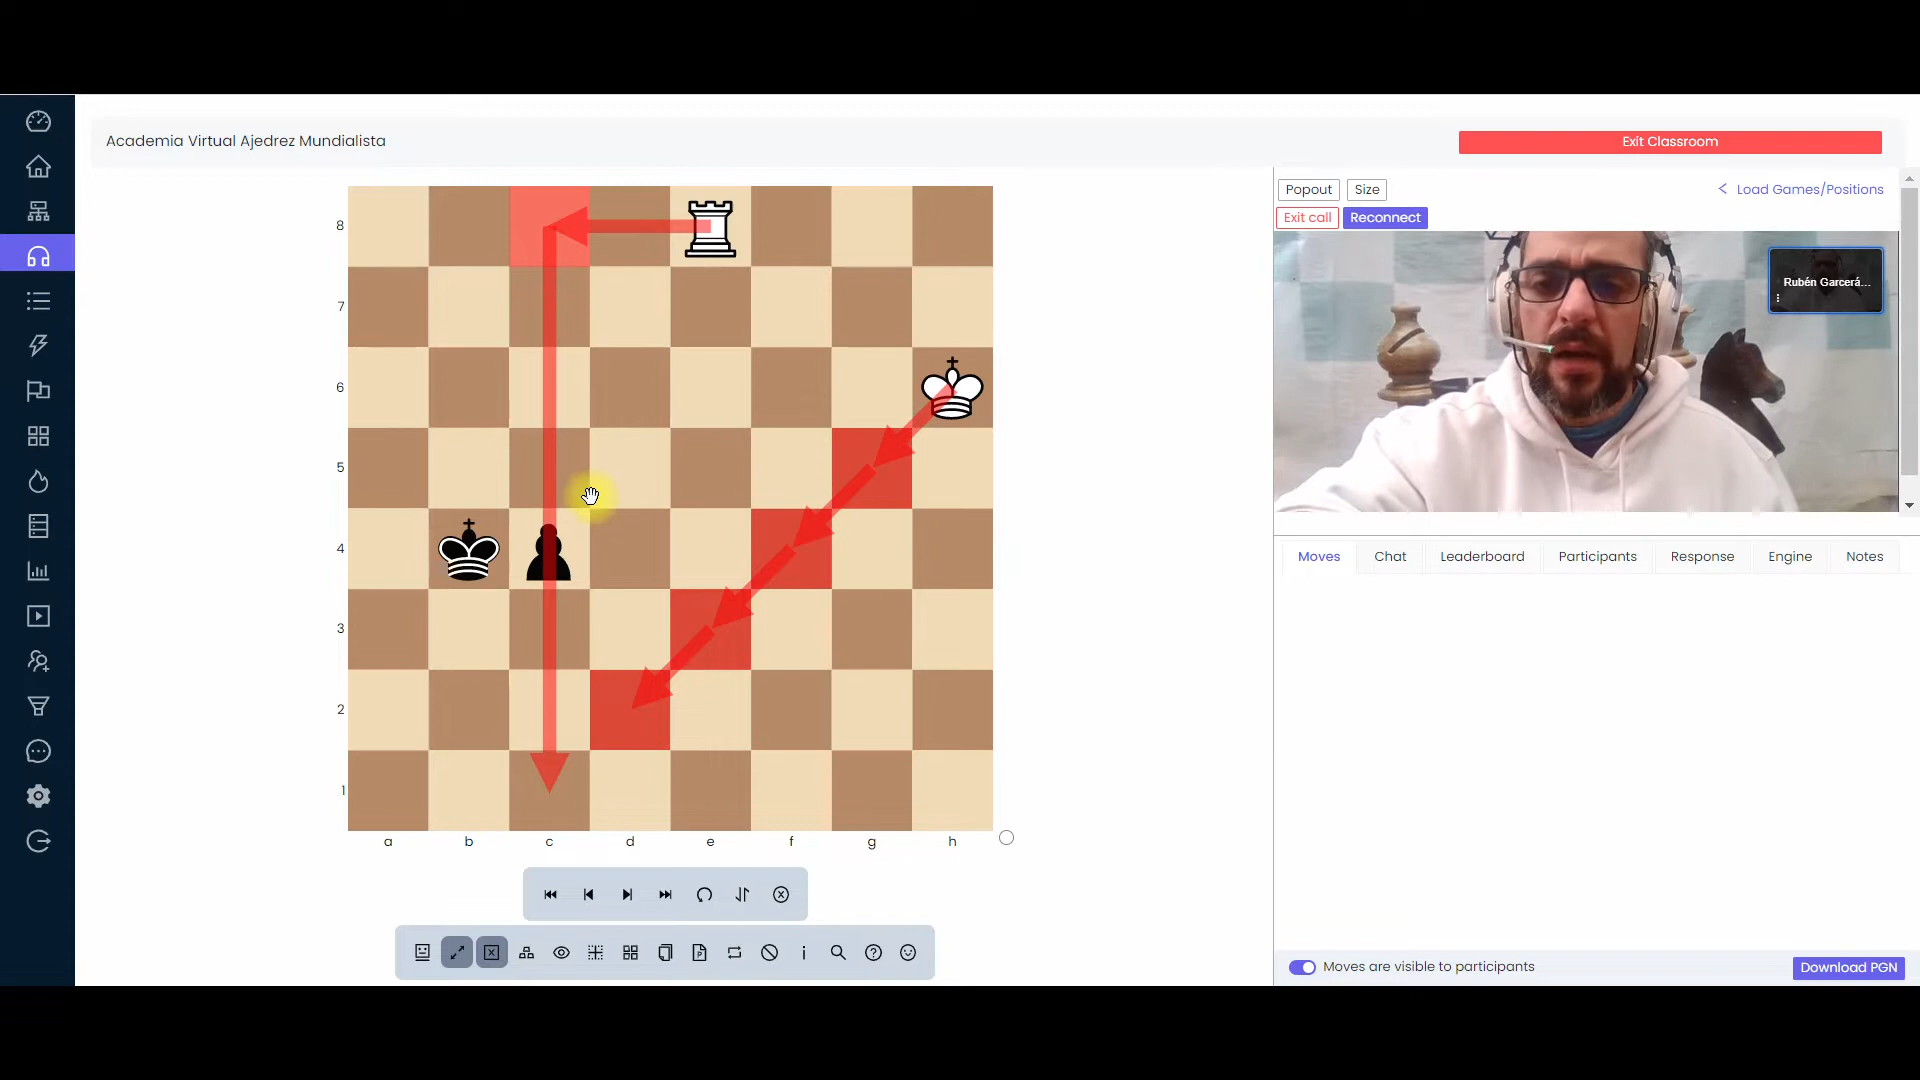 Academia Virtual Ajedrez Mundialista
Exit Classroom
Popout
Size
Load Games/Positions
Exit call
Reconnect
Rubén Garcerá...
8
7
6
5
4
3
2
1
a b c d e f g h
Moves
Chat
Leaderboard
Participants
Response
Engine
Notes
Moves are visible to participants
Download PGN